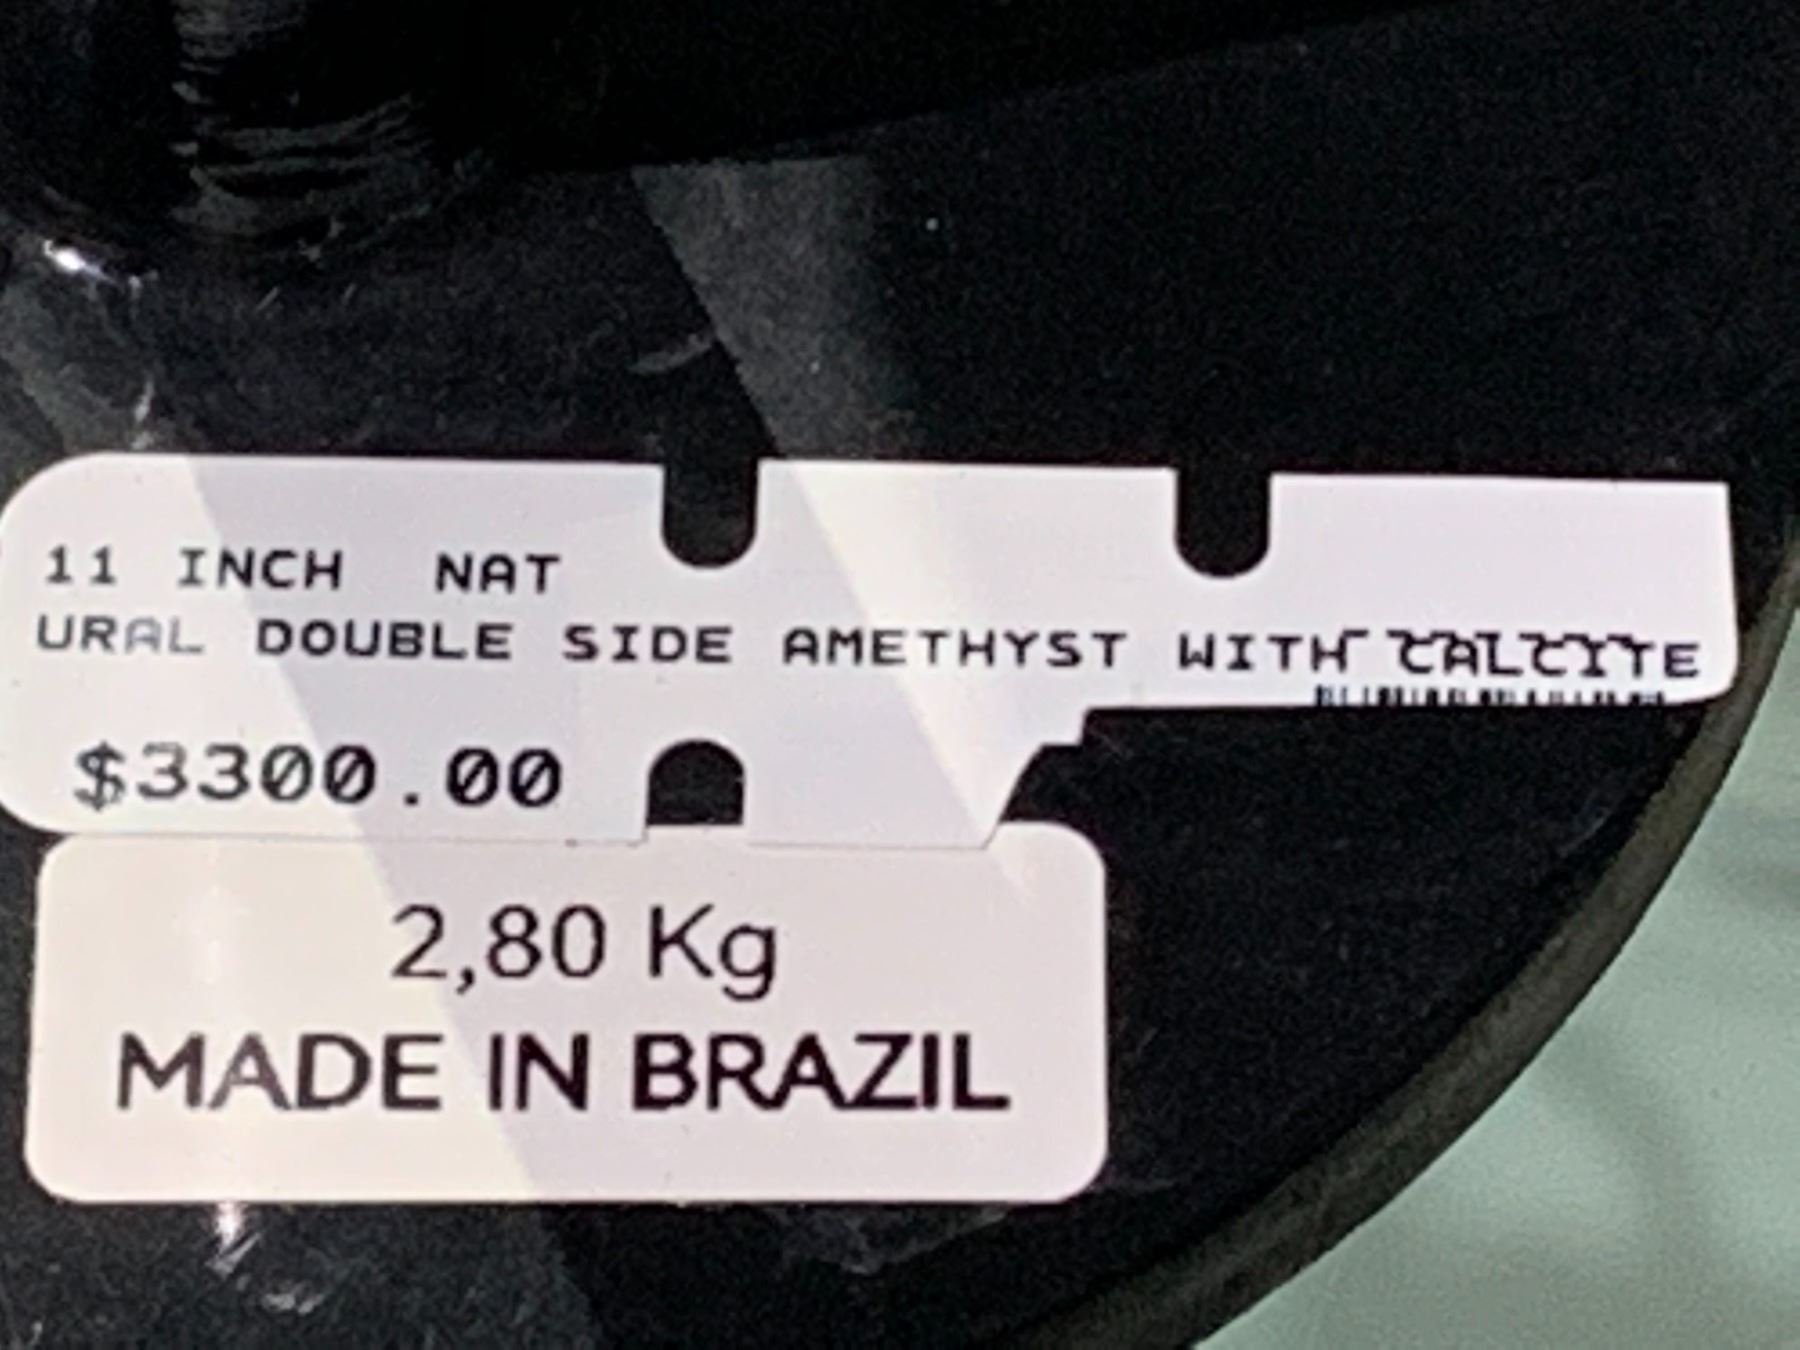 11 INCH NAT
URAL DOUBLE SIDE AMETHYST WITH CALCITE
$3300.00
2,80 Kg
MADE IN BRAZIL